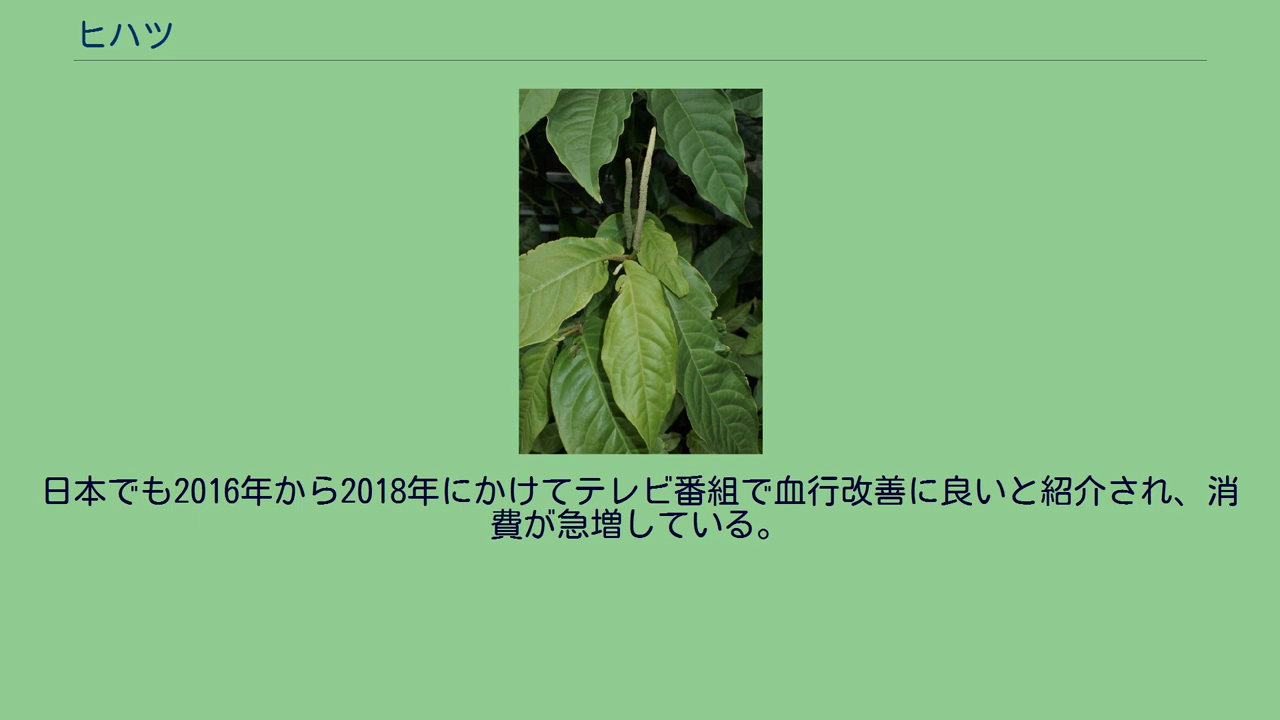 ヒハツ
日本でも2016年から2018年にかけてテレビ番組で血行改善に良いと紹介され、消
費が急増している。